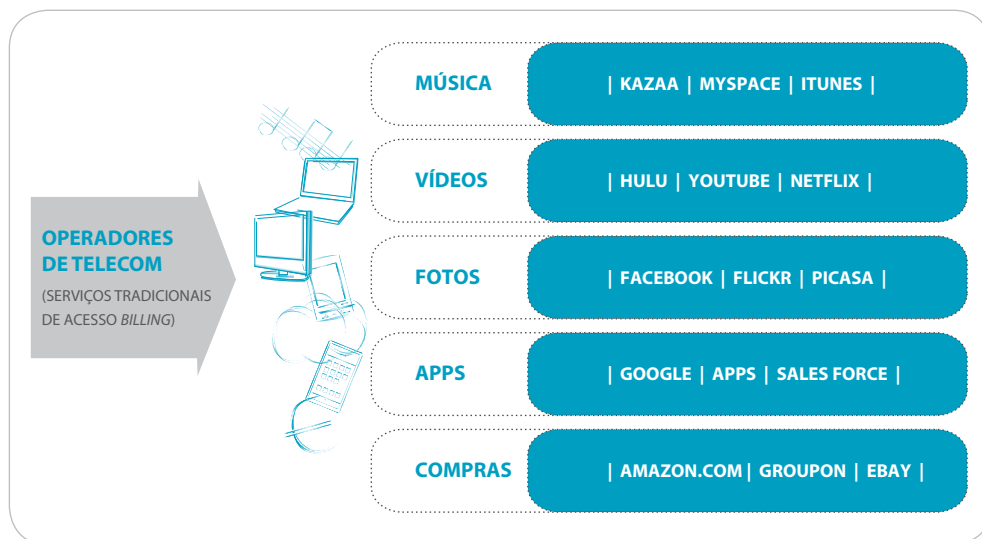 OPERADORES
DE TELECOM
(SERVIÇOS TRADICIONAIS
DE ACESSO BILLING)
MÚSICA | KAZAA | MYSPACE | ITUNES |
VÍDEOS | HULU | YOUTUBE | NETFLIX |
FOTOS | FACEBOOK | FLICKR | PICASA |
APPS | GOOGLE | APPS | SALES FORCE |
COMPRAS | AMAZON.COM | GROUPON | EBAY |